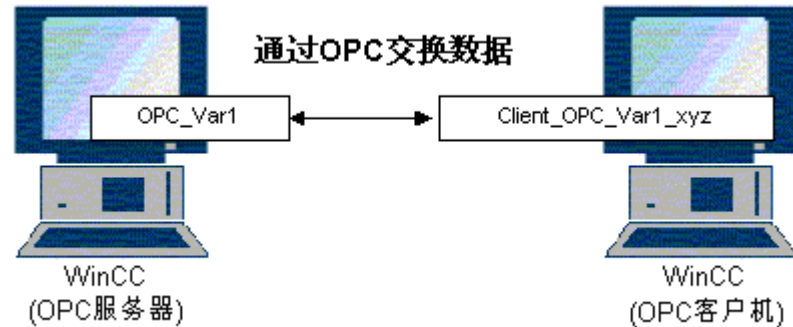 通过OPC交换数据
OPC_Var1
Client_OPC_Var1_xyz
WinCC
(OPC服务器)
WinCC
(OPC客户机)